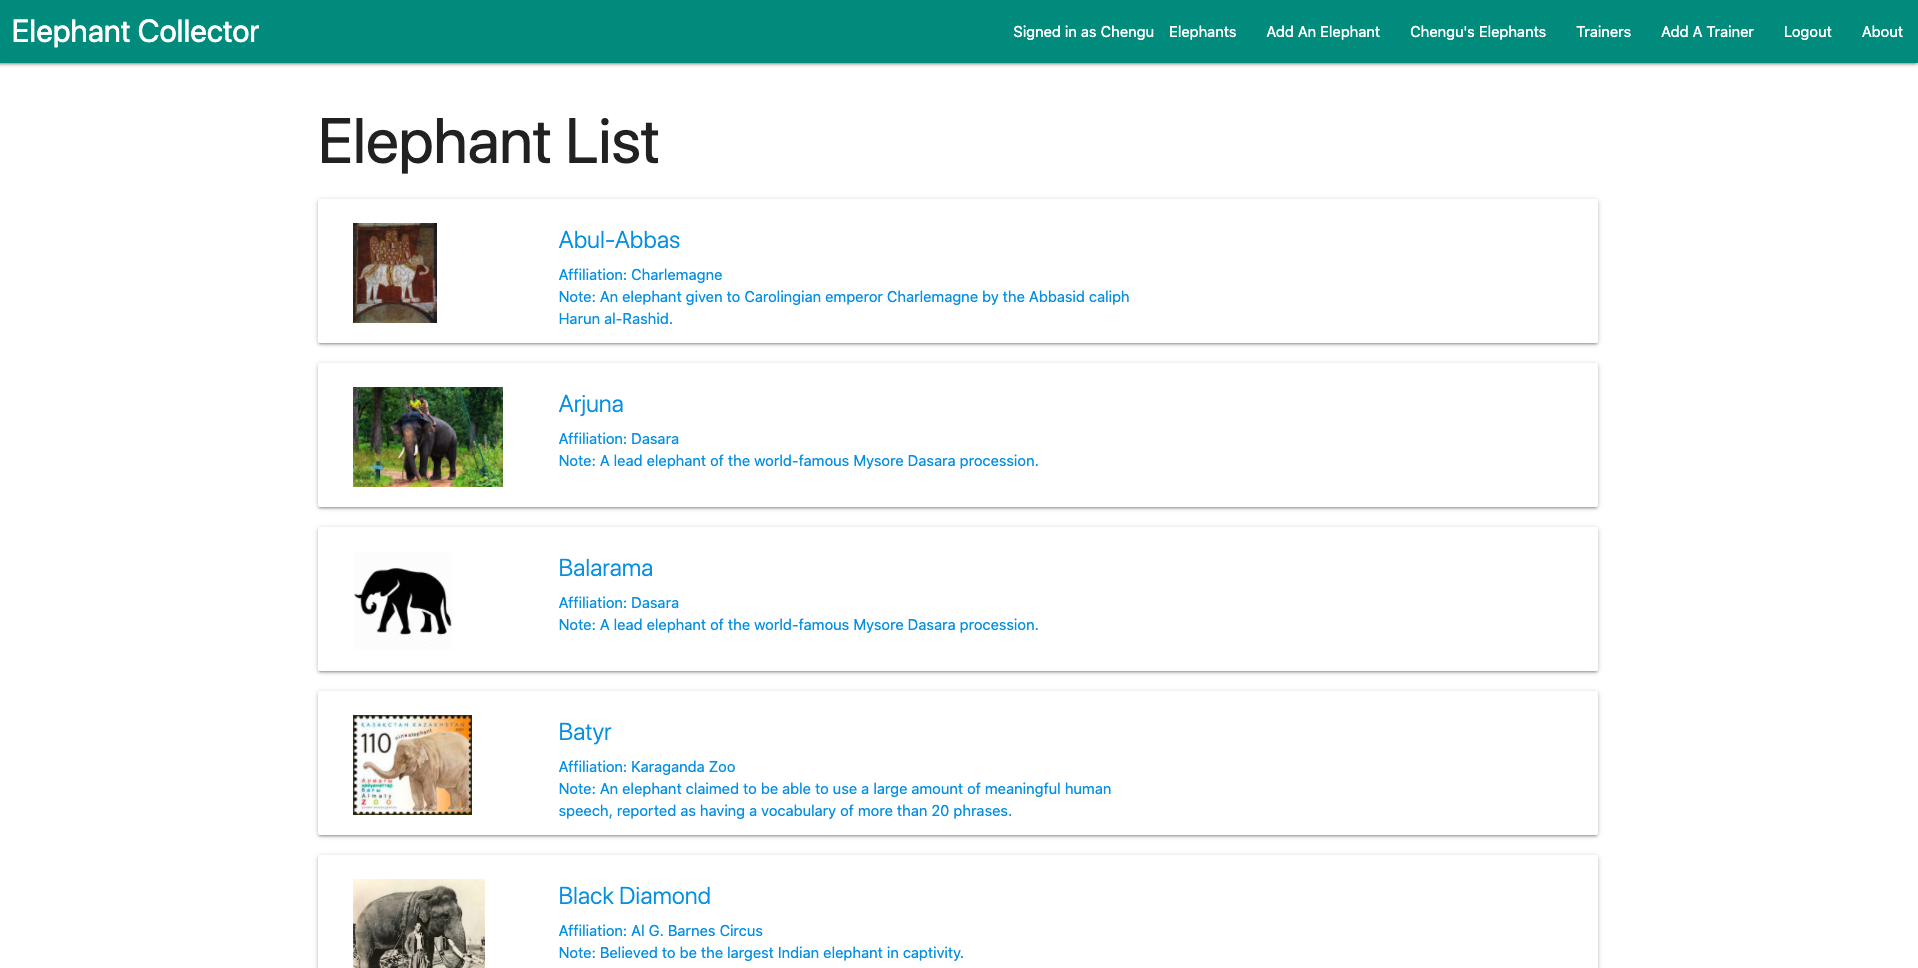 Elephant Collector
Signed in as Chengu Elephants Add An Elephant Chengu's Elephants Trainers Add A Trainer Logout About
Elephant List
Abul-Abbas
Affiliation: Charlemagne
Note: An elephant given to Carolingian emperor Charlemagne by the Abbasid caliph
Harun al-Rashid.
Arjuna
Affiliation: Dasara
Note: A lead elephant of the world-famous Mysore Dasara procession.
Balarama
Affiliation: Dasara
Note: A lead elephant of the world-famous Mysore Dasara procession.
110
ZOO
Batyr
Affiliation: Karaganda Zoo
Note: An elephant claimed to be able to use a large amount of meaningful human
speech, reported as having a vocabulary of more than 20 phrases.
Black Diamond
Affiliation: Al G. Barnes Circus
Note: Believed to be the largest Indian elephant in captivity.